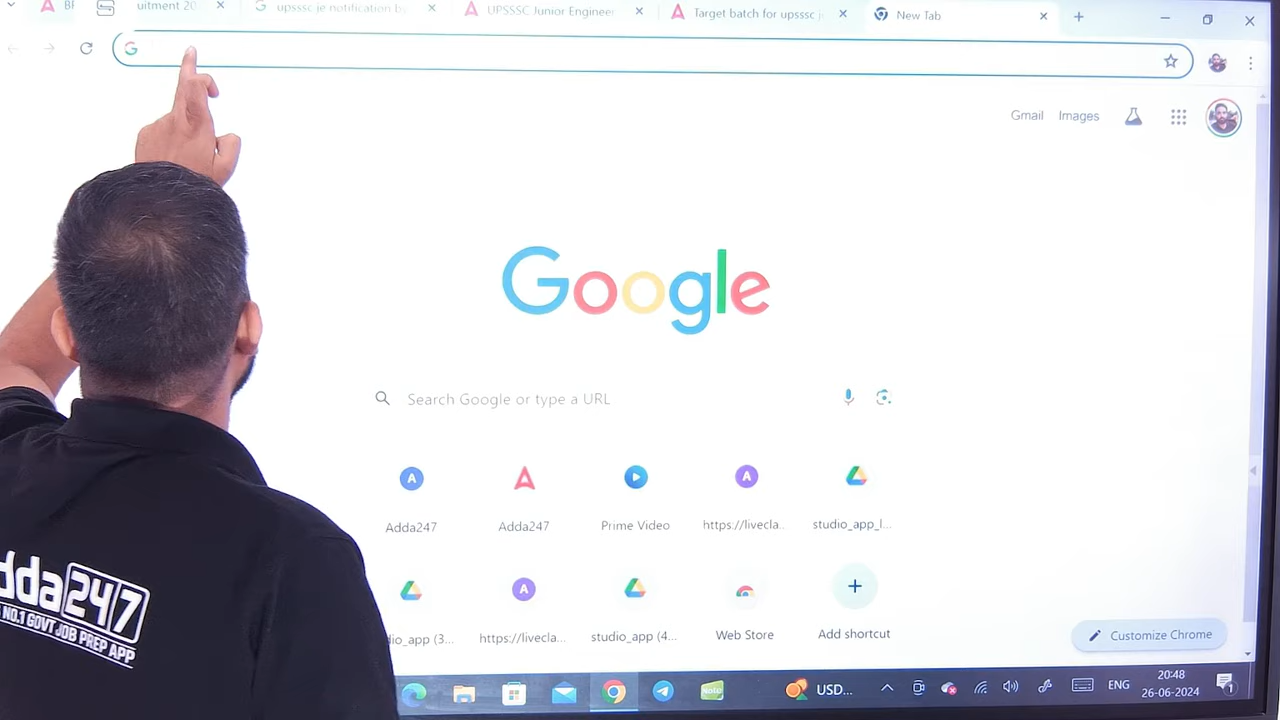 uitment 20
upsssc je notification
UPSSSC Junior Engineer
Target batch for upsssc j
New Tab
Gmail
Images
Google
Search Google or type a URL
Adda247
Adda247
Prime Video
https://livecla...
studio_app_l...
dio_app (3...
https://livecla...
studio_app (4...
Web Store
Add shortcut
Customize Chrome
dda247
NO.1 GOVT JOB PREP APP
USD...
ENG
20:48
26-06-2024
1